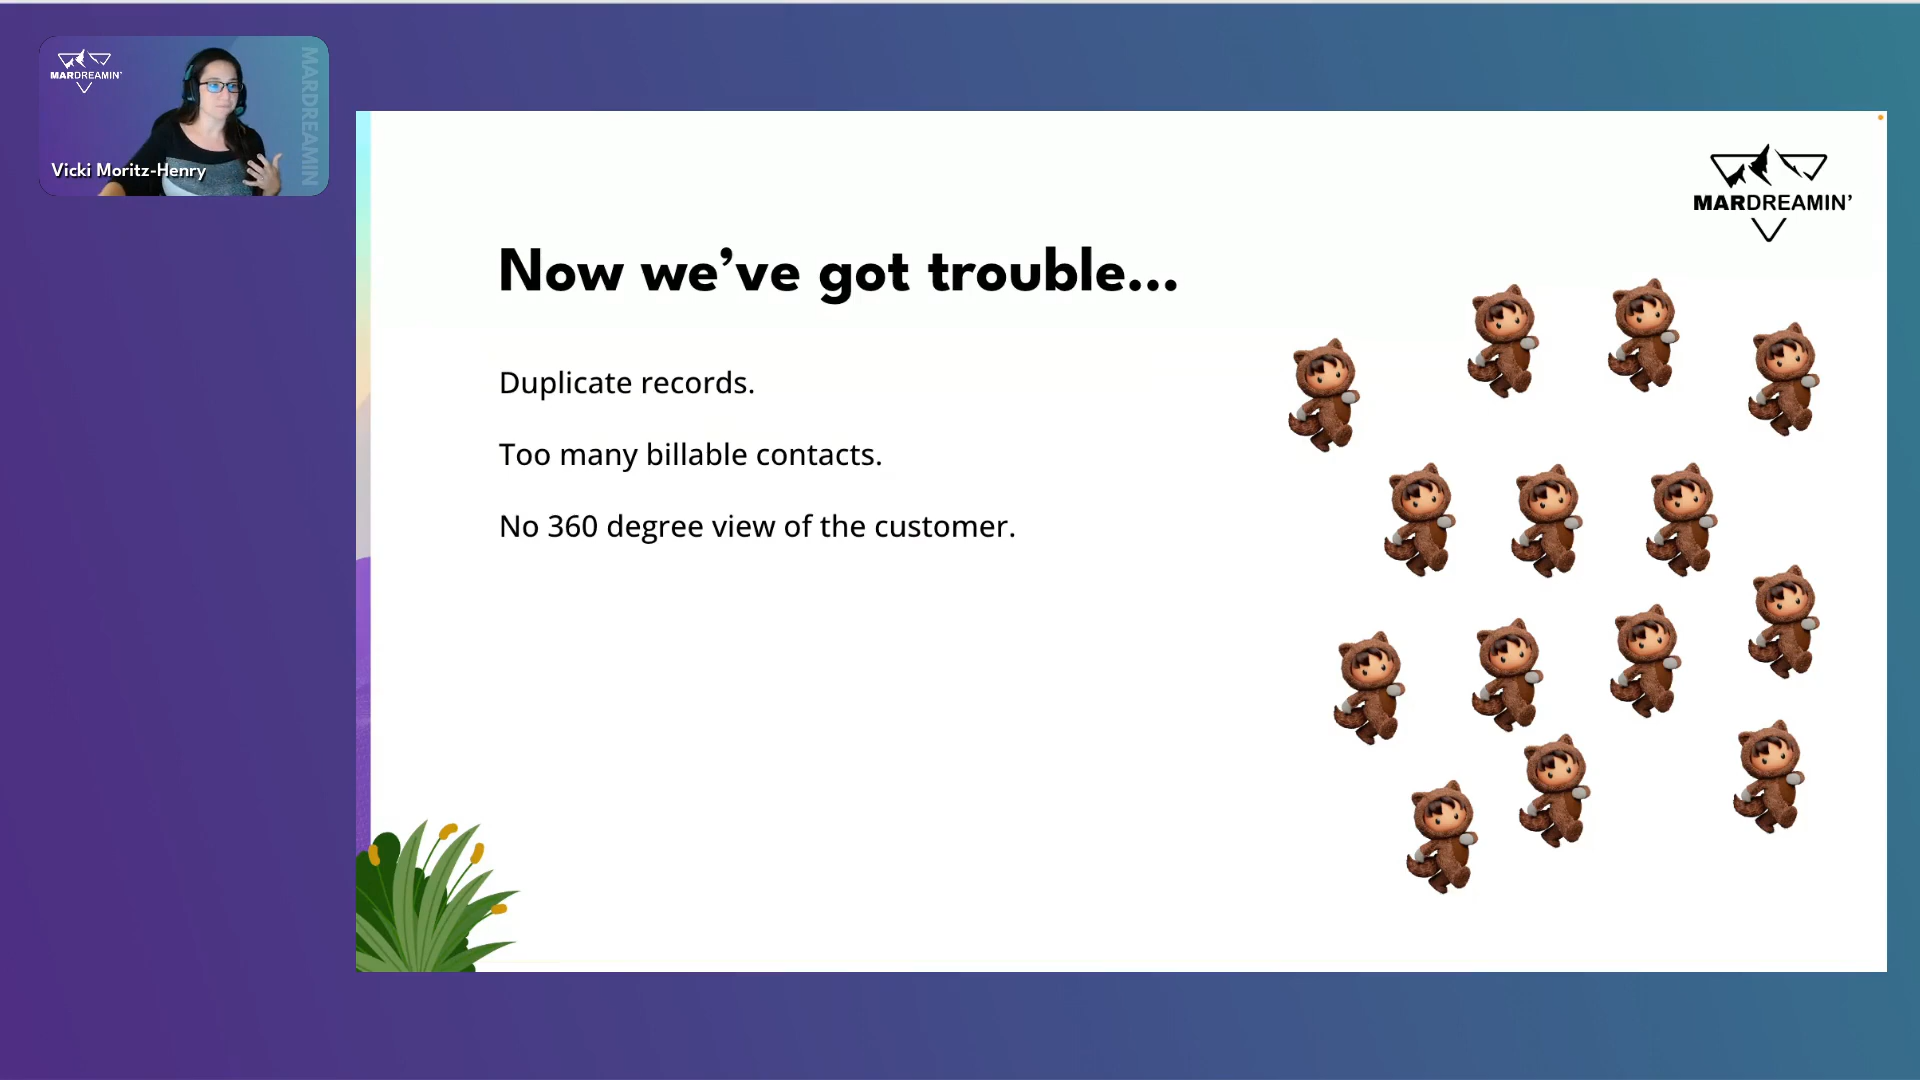 MARDREAMIN'
MARDREAMIN
Vicki Moritz-Henry
MARDREAMIN’
Now we’ve got trouble...
Duplicate records.
Too many billable contacts.
No 360 degree view of the customer.